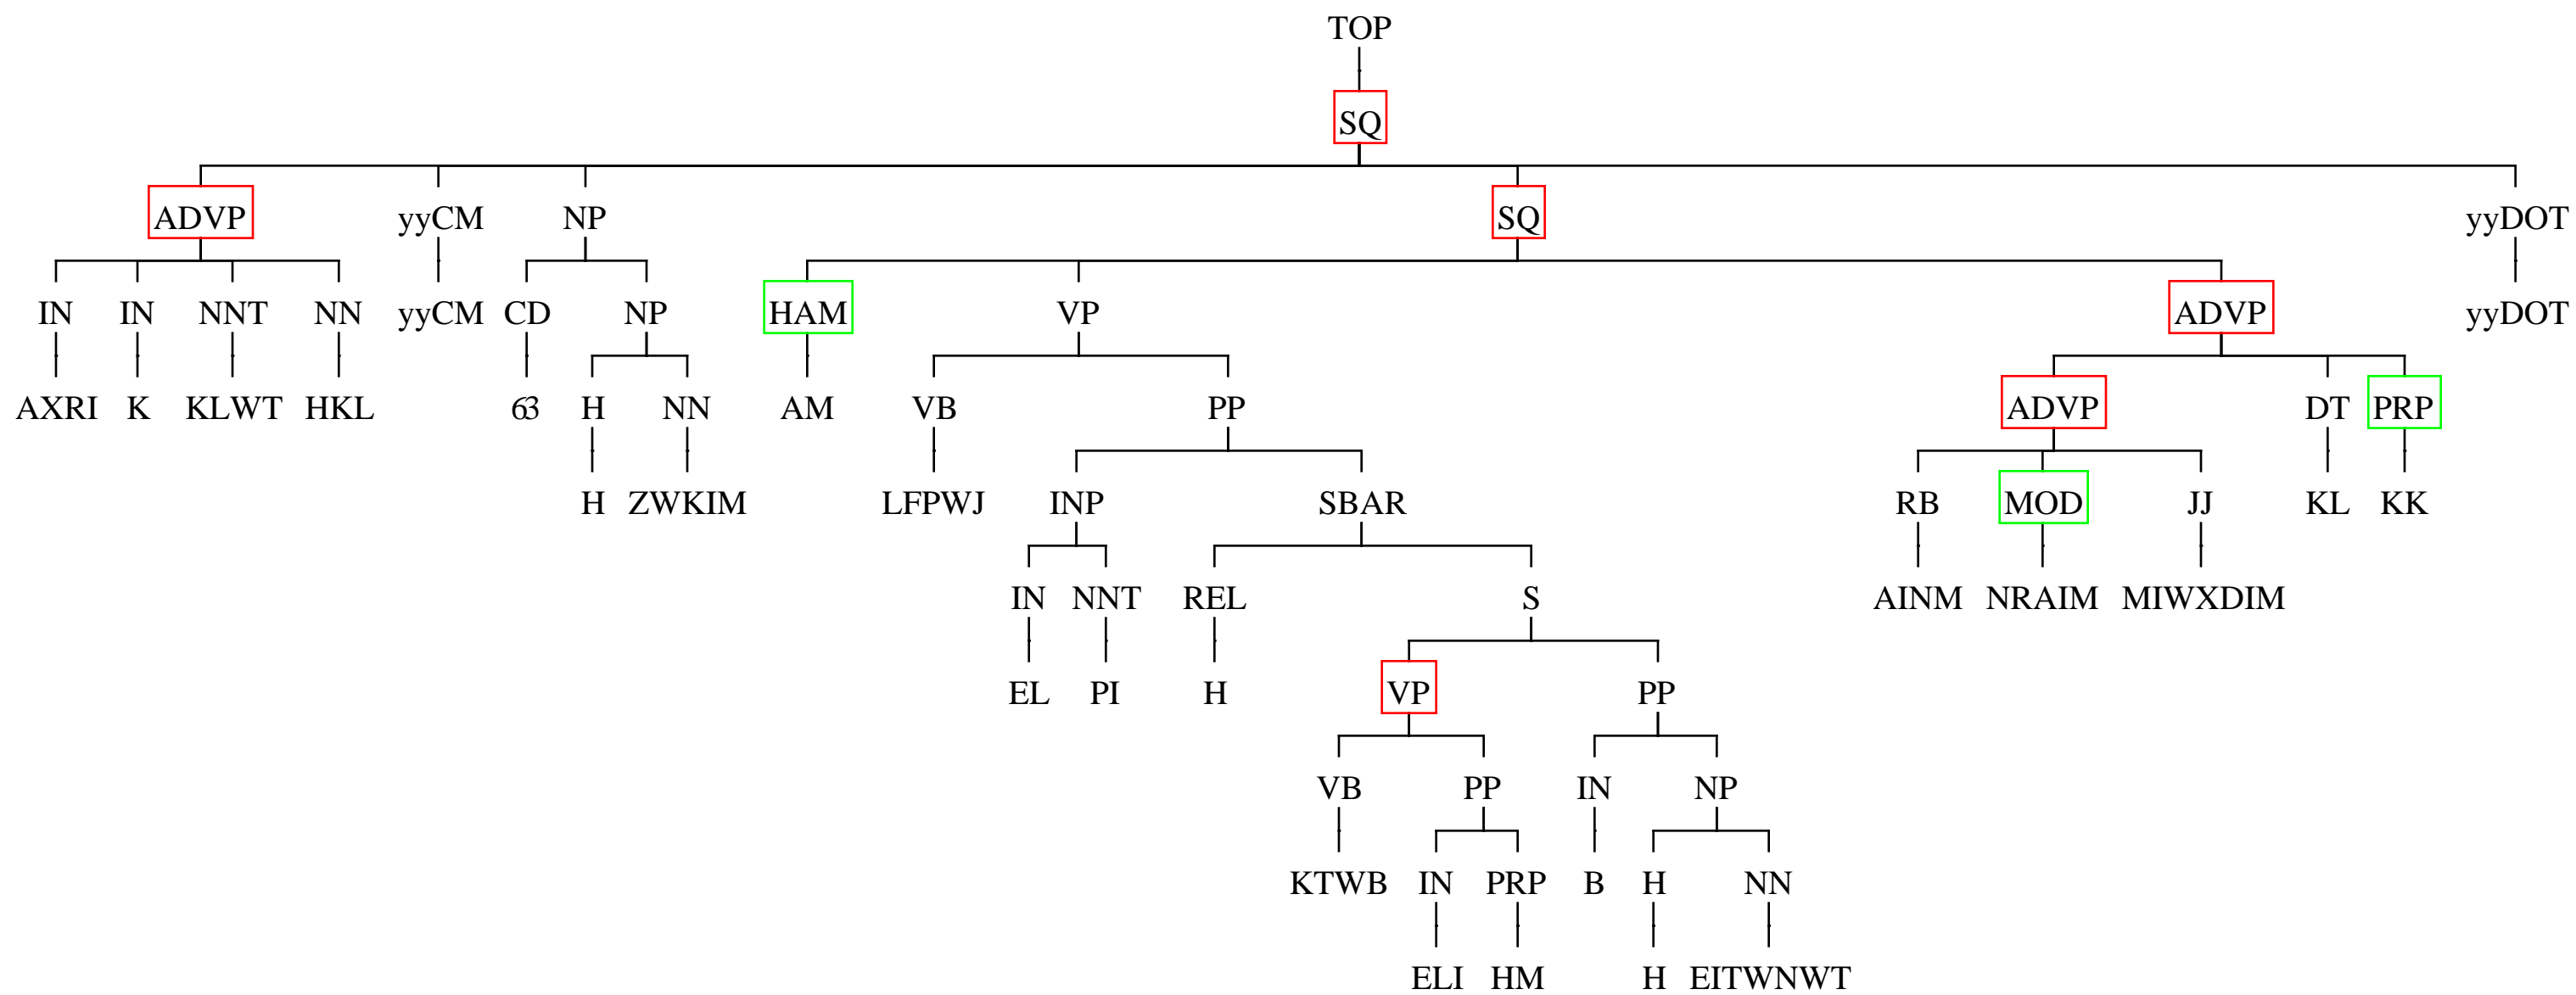 TOP
SQ
ADVP yyCM NP SQ yyDOT
IN IN NNT NN yyCM CD NP HAM VP ADVP yyDOT
AXRI K KLWT HKL 63 H NN AM VB PP ADVP DT PRP
H ZWKIM LFPWJ INP SBAR RB MOD JJ KL KK
IN NNT REL S AINM NRAIM MIWXDIM
EL PI H VP PP
VB PP IN NP
KTWB IN PRP B H NN
ELI HM H EITWNWT